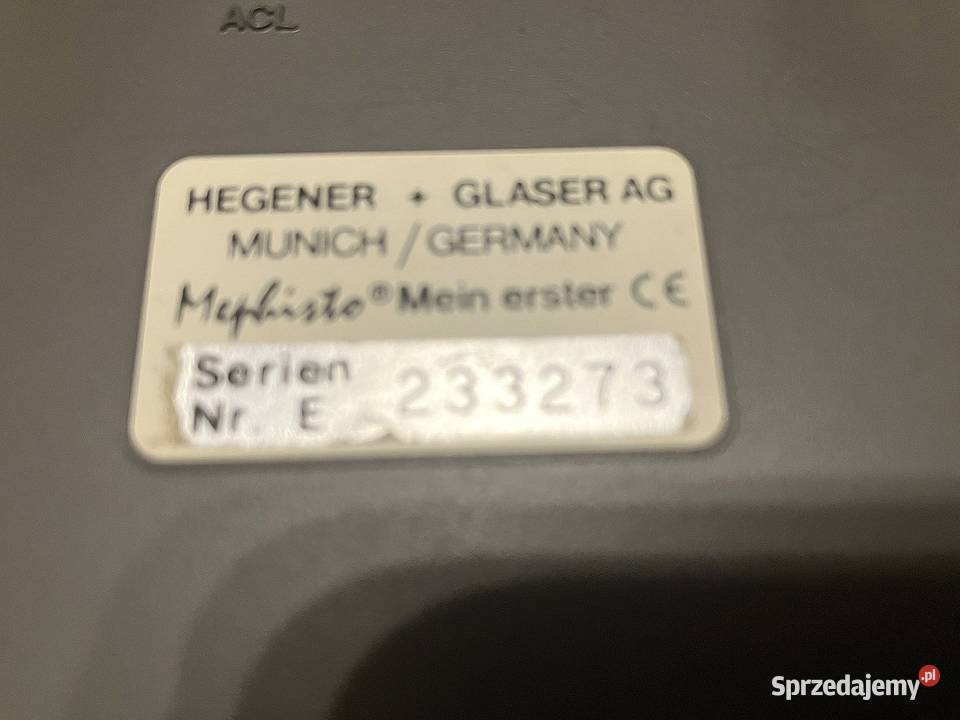 ACL
HEGENER + GLASER AG
MUNICH / GERMANY
Mephisto® Mein erster CE
Serien
Nr. E 233273
Sprzedajemy.pl